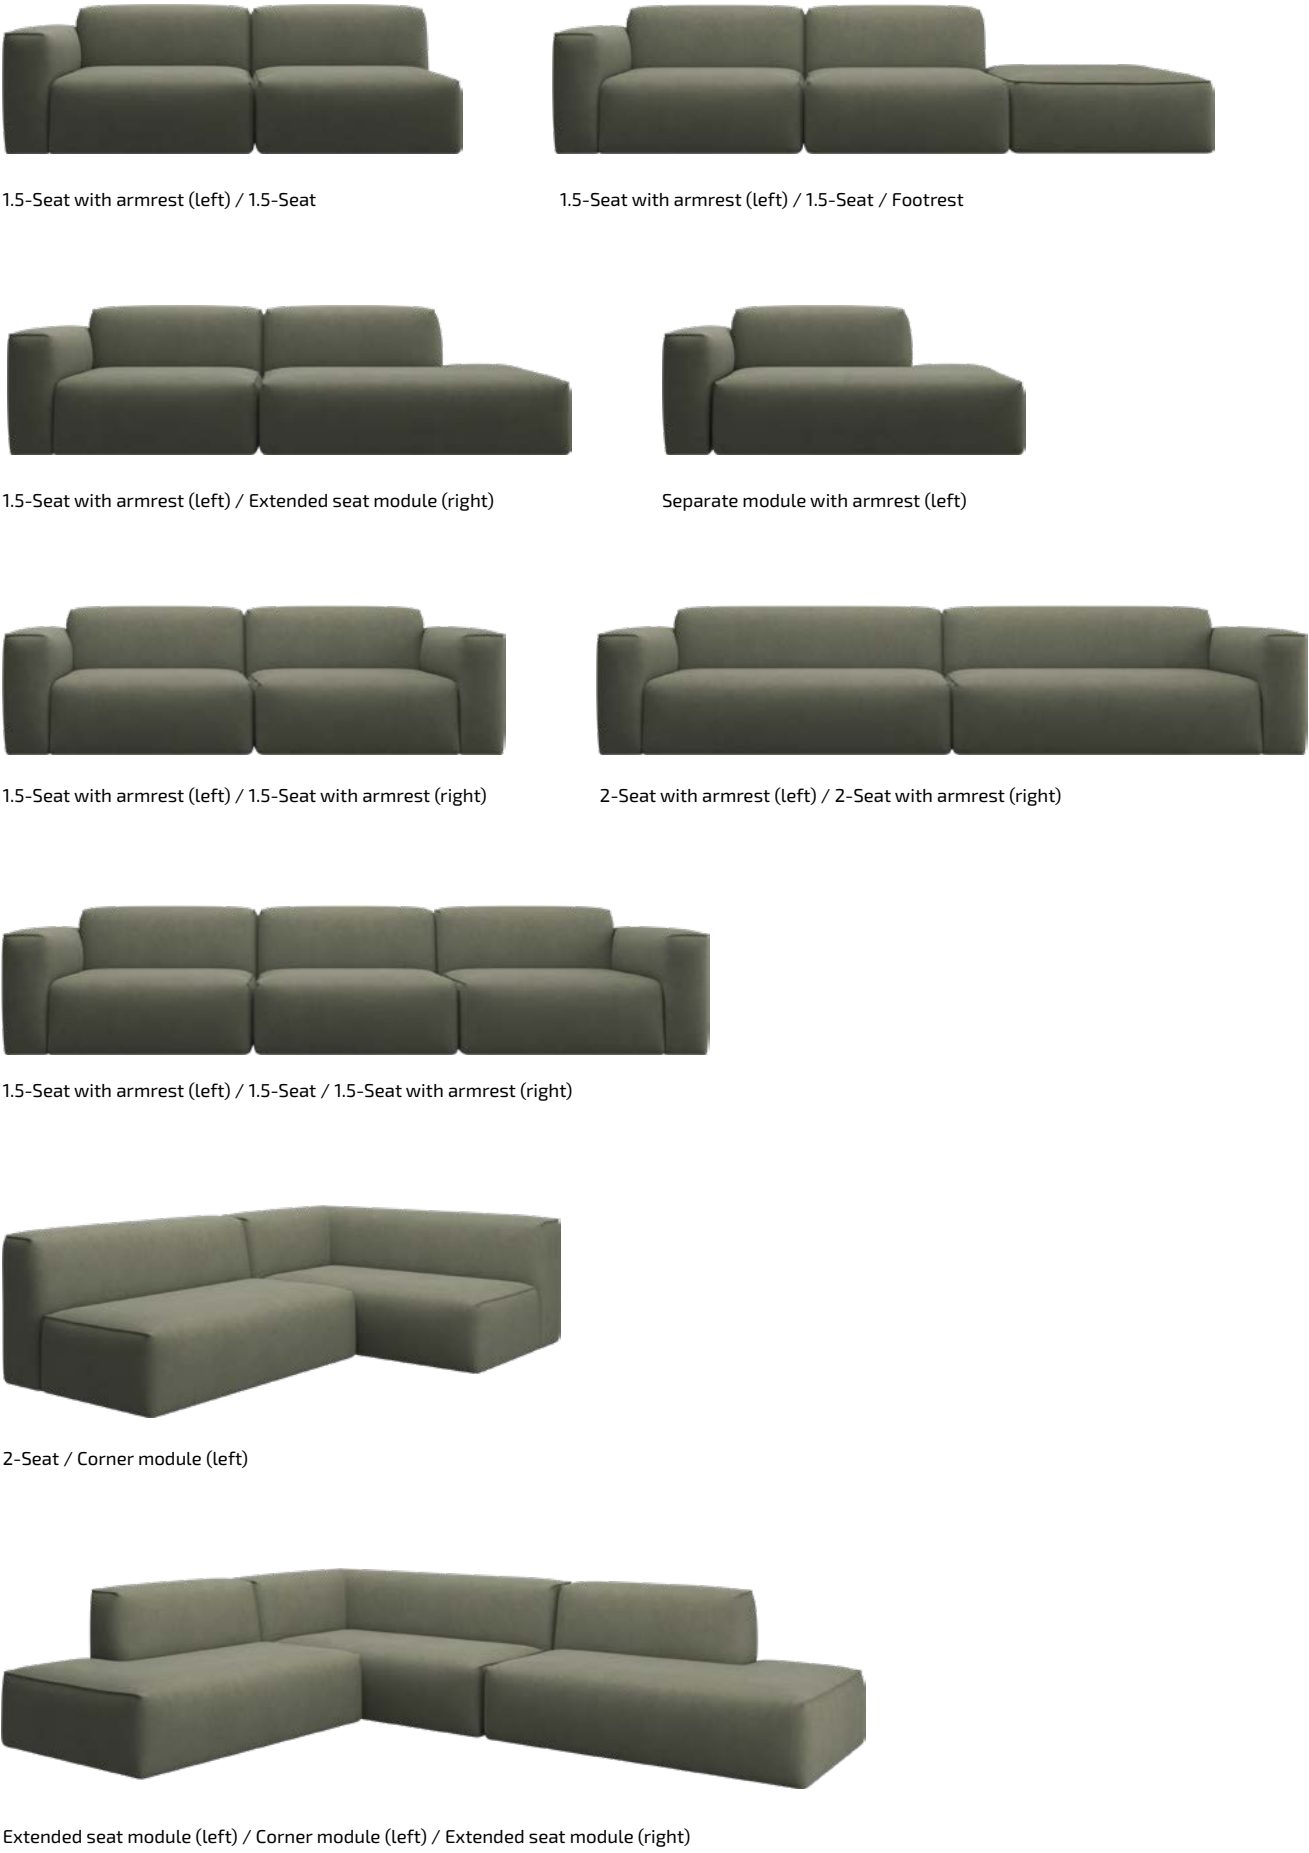 1.5-Seat with armrest (left) / 1.5-Seat
1.5-Seat with armrest (left) / 1.5-Seat / Footrest
1.5-Seat with armrest (left) / Extended seat module (right)
Separate module with armrest (left)
1.5-Seat with armrest (left) / 1.5-Seat with armrest (right)
2-Seat with armrest (left) / 2-Seat with armrest (right)
1.5-Seat with armrest (left) / 1.5-Seat / 1.5-Seat with armrest (right)
2-Seat / Corner module (left)
Extended seat module (left) / Corner module (left) / Extended seat module (right)